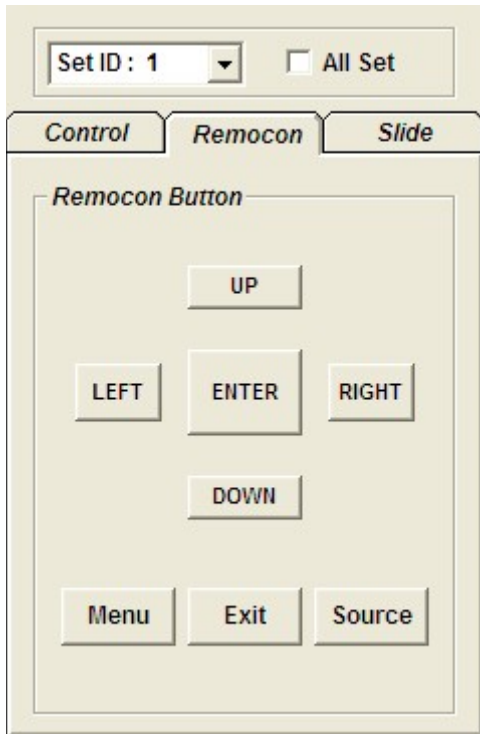 Set ID : 1 All Set
Control Remocon Slide
Remocon Button
UP
LEFT ENTER RIGHT
DOWN
Menu Exit Source